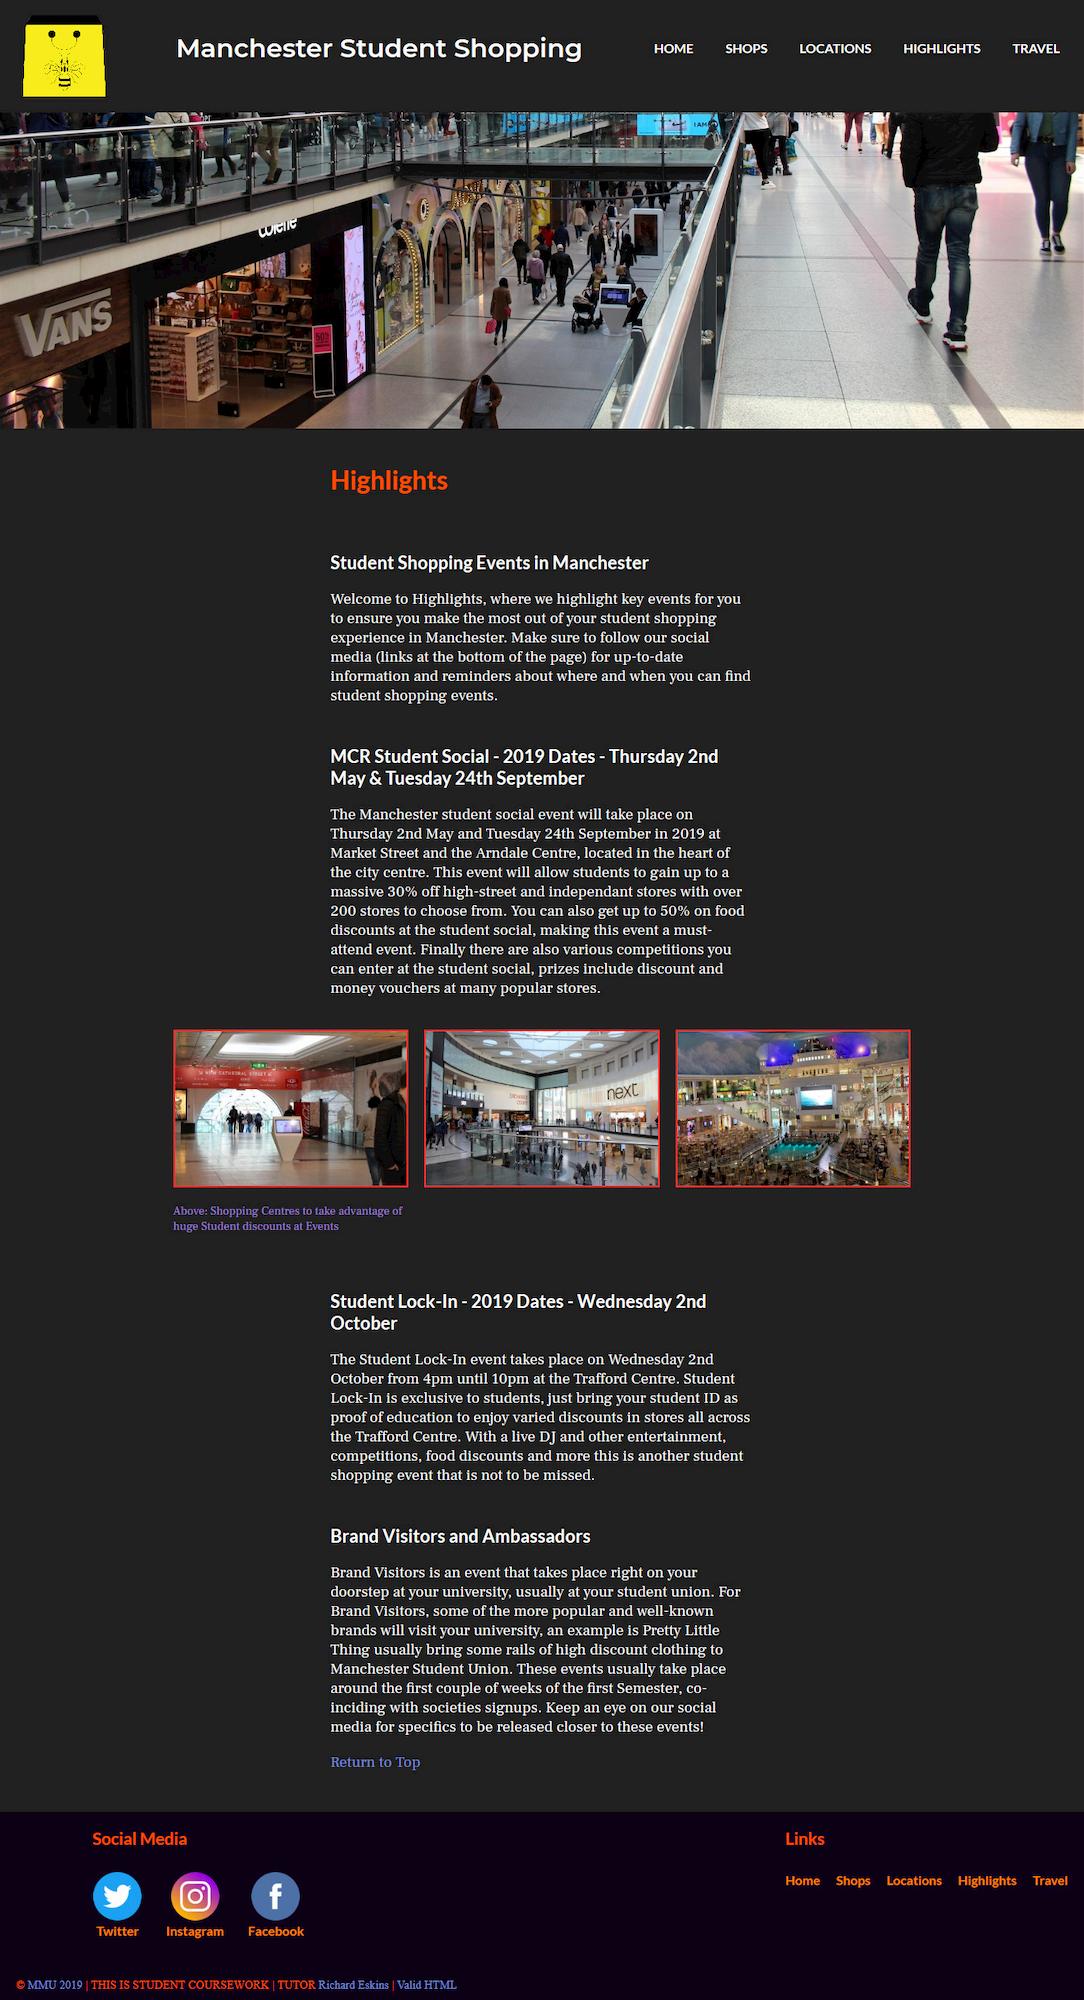 Manchester Student Shopping
HOME SHOPS LOCATIONS HIGHLIGHTS TRAVEL
VANS
Highlights
Student Shopping Events in Manchester
Welcome to Highlights, where we highlight key events for you
to ensure you make the most out of your student shopping
experience in Manchester. Make sure to follow our social
media (links at the bottom of the page) for up-to-date
information and reminders about where and when you can find
student shopping events.
MCR Student Social - 2019 Dates - Thursday 2nd
May & Tuesday 24th September
The Manchester student social event will take place on
Thursday 2nd May and Tuesday 24th September in 2019 at
Market Street and the Arndale Centre, located in the heart of
the city centre. This event will allow students to gain up to a
massive 30% off high-street and independant stores with over
200 stores to choose from. You can also get up to 50% on food
discounts at the student social, making this event a must-
attend event. Finally there are also various competitions you
can enter at the student social, prizes include discount and
money vouchers at many popular stores.
NEW CATHEDRAL STREET
next
Above: Shopping Centres to take advantage of
huge Student discounts at Events
Student Lock-In - 2019 Dates - Wednesday 2nd
October
The Student Lock-In event takes place on Wednesday 2nd
October from 4pm until 10pm at the Trafford Centre. Student
Lock-In is exclusive to students, just bring your student ID as
proof of education to enjoy varied discounts in stores all across
the Trafford Centre. With a live DJ and other entertainment,
competitions, food discounts and more this is another student
shopping event that is not to be missed.
Brand Visitors and Ambassadors
Brand Visitors is an event that takes place right on your
doorstep at your university, usually at your student union. For
Brand Visitors, some of the more popular and well-known
brands will visit your university, an example is Pretty Little
Thing usually bring some rails of high discount clothing to
Manchester Student Union. These events usually take place
around the first couple of weeks of the first Semester, co-
inciding with societies signups. Keep an eye on our social
media for specifics to be released closer to these events!
Return to Top
Social Media
Twitter Instagram Facebook
Links
Home Shops Locations Highlights Travel
© MMU 2019 | THIS IS STUDENT COURSEWORK | TUTOR Richard Eskins | Valid HTML